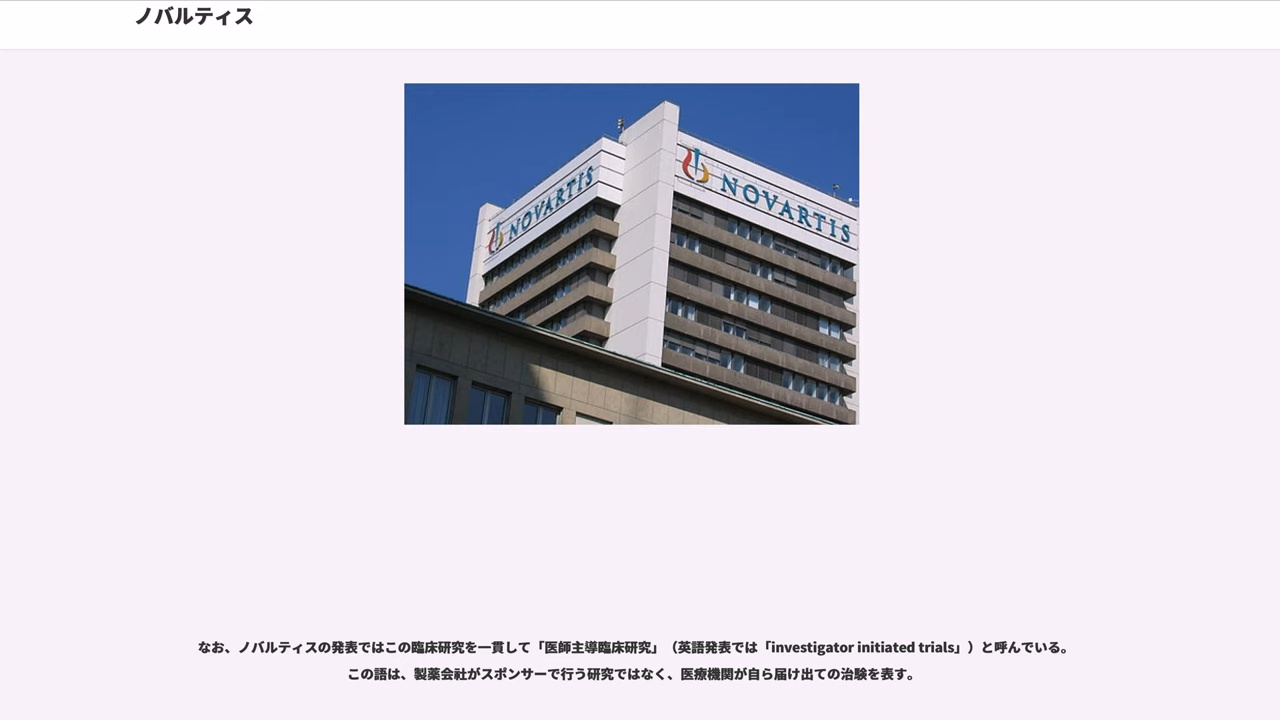 ノバルティス
NOVARTIS
NOVARTIS
なお、ノバルティスの発表ではこの臨床研究を一貫して「医師主導臨床研究」（英語発表では「investigator initiated trials」）と呼んでいる。
この語は、製薬会社がスポンサーで行う研究ではなく、医療機関が自ら届け出ての治験を表す。